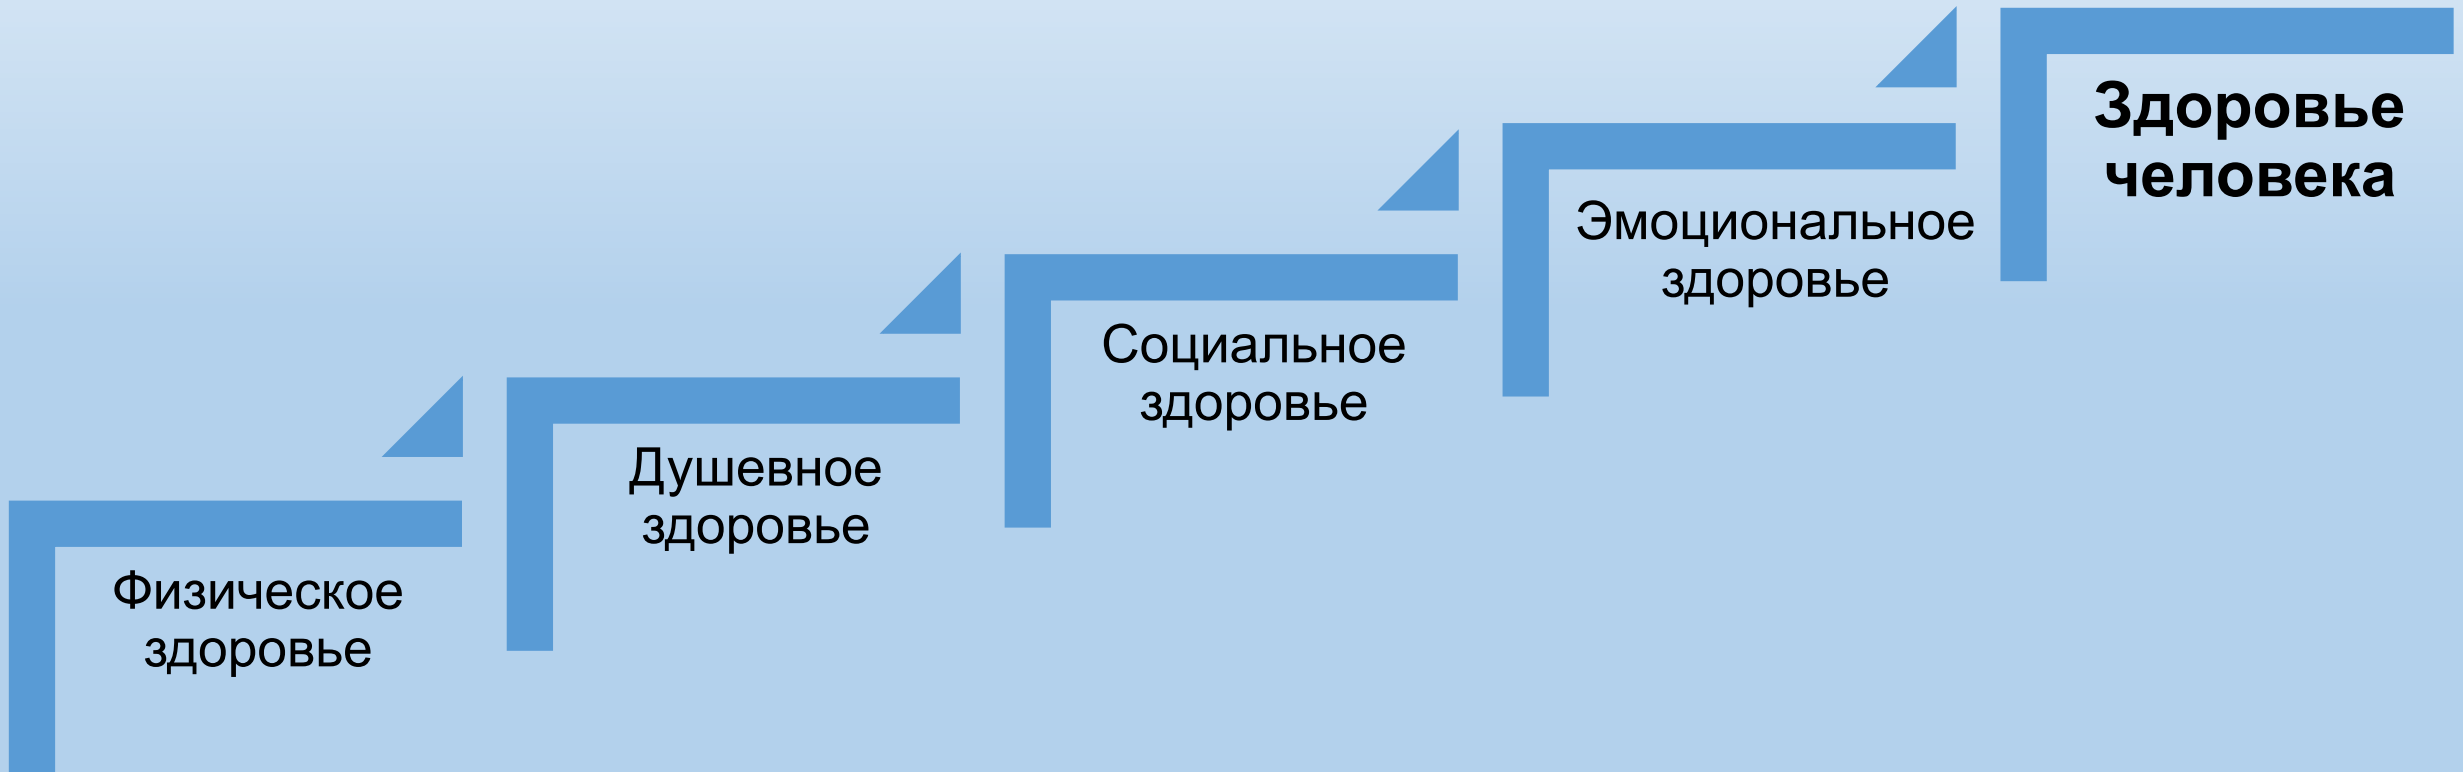 Физическое
здоровье
Душевное
здоровье
Социальное
здоровье
Эмоциональное
здоровье
Здоровье
человека